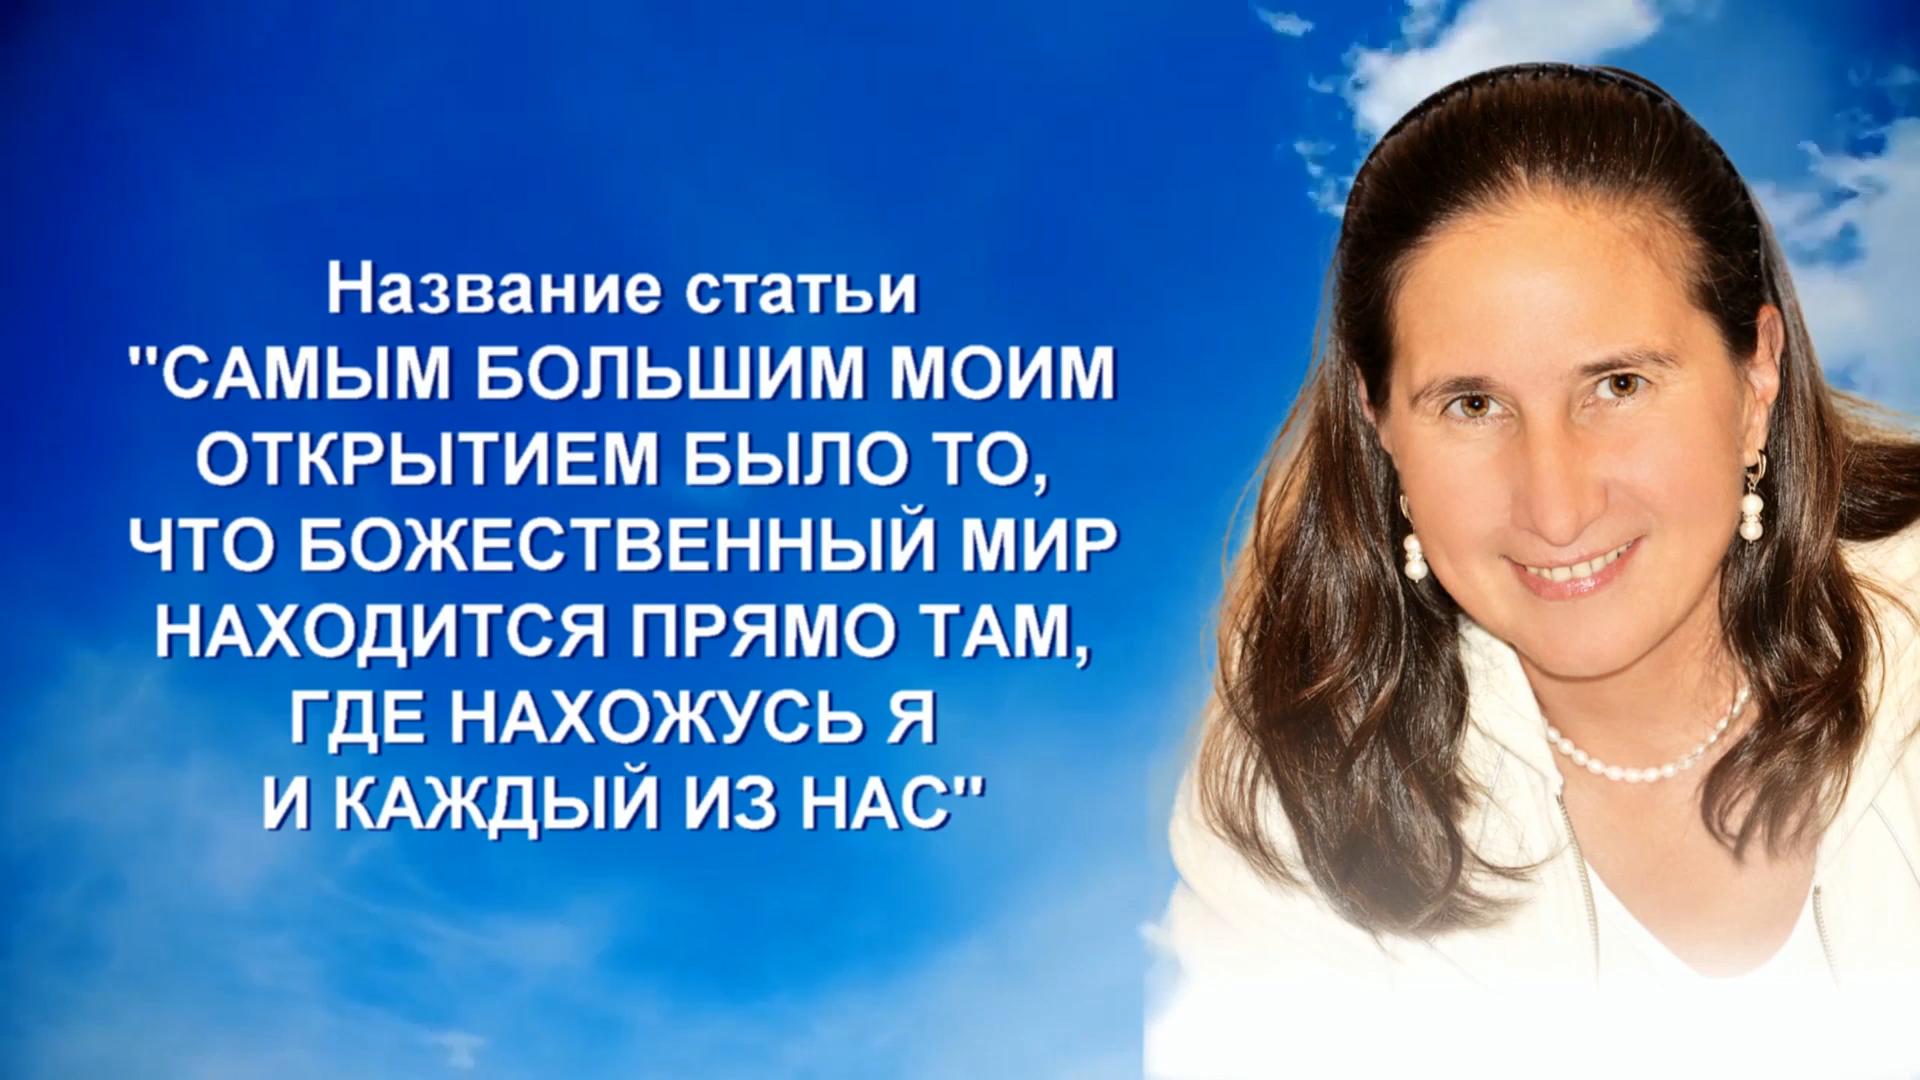 Название статьи
"САМЫМ БОЛЬШИМ МОИМ
ОТКРЫТИЕМ БЫЛО ТО,
ЧТО БОЖЕСТВЕННЫЙ МИР
НАХОДИТСЯ ПРЯМО ТАМ,
ГДЕ НАХОЖУСЬ Я
И КАЖДЫЙ ИЗ НАС"